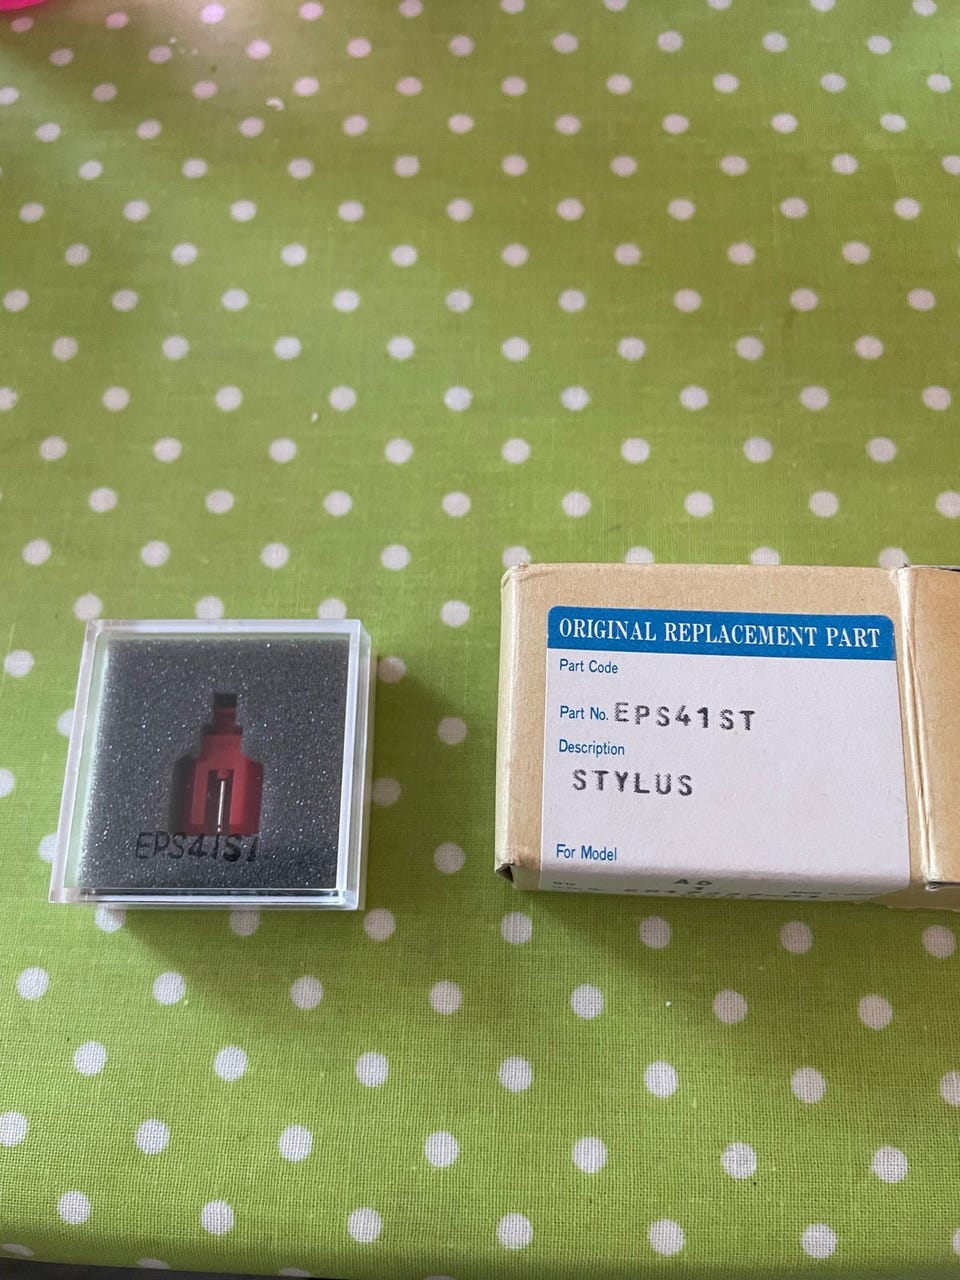 EPS41ST
ORIGINAL REPLACEMENT PART
Part Code
Part No. EPS41ST
Description
STYLUS
For Model